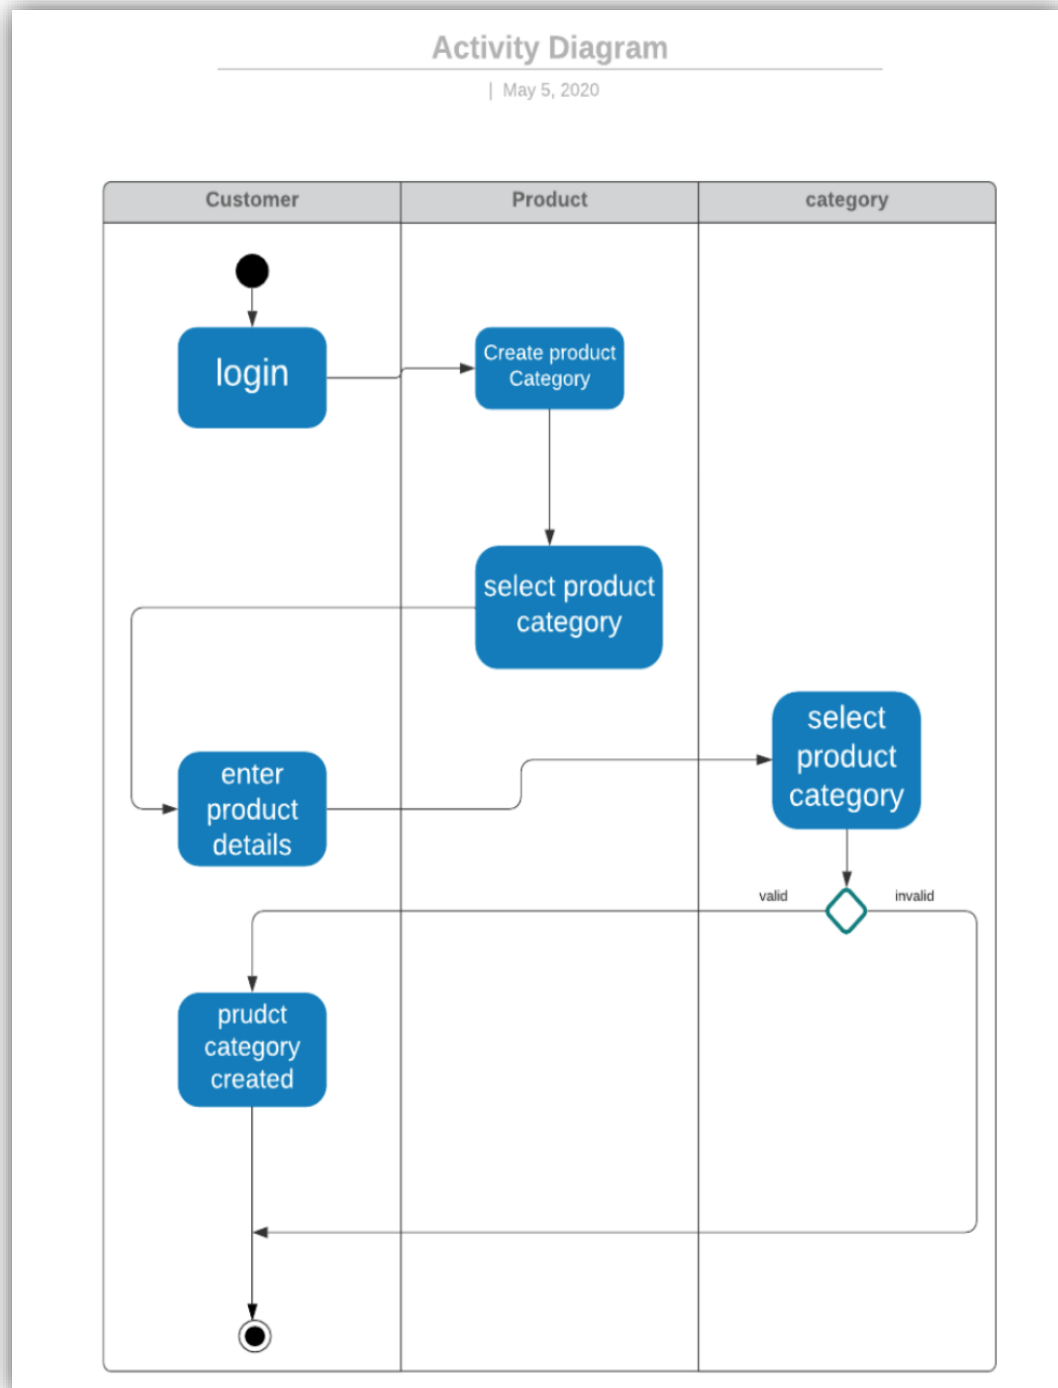 Activity Diagram
| May 5, 2020
Customer
Product
category
login
Create product
Category
select product
category
select
product
category
enter
product
details
valid
invalid
prudct
category
created